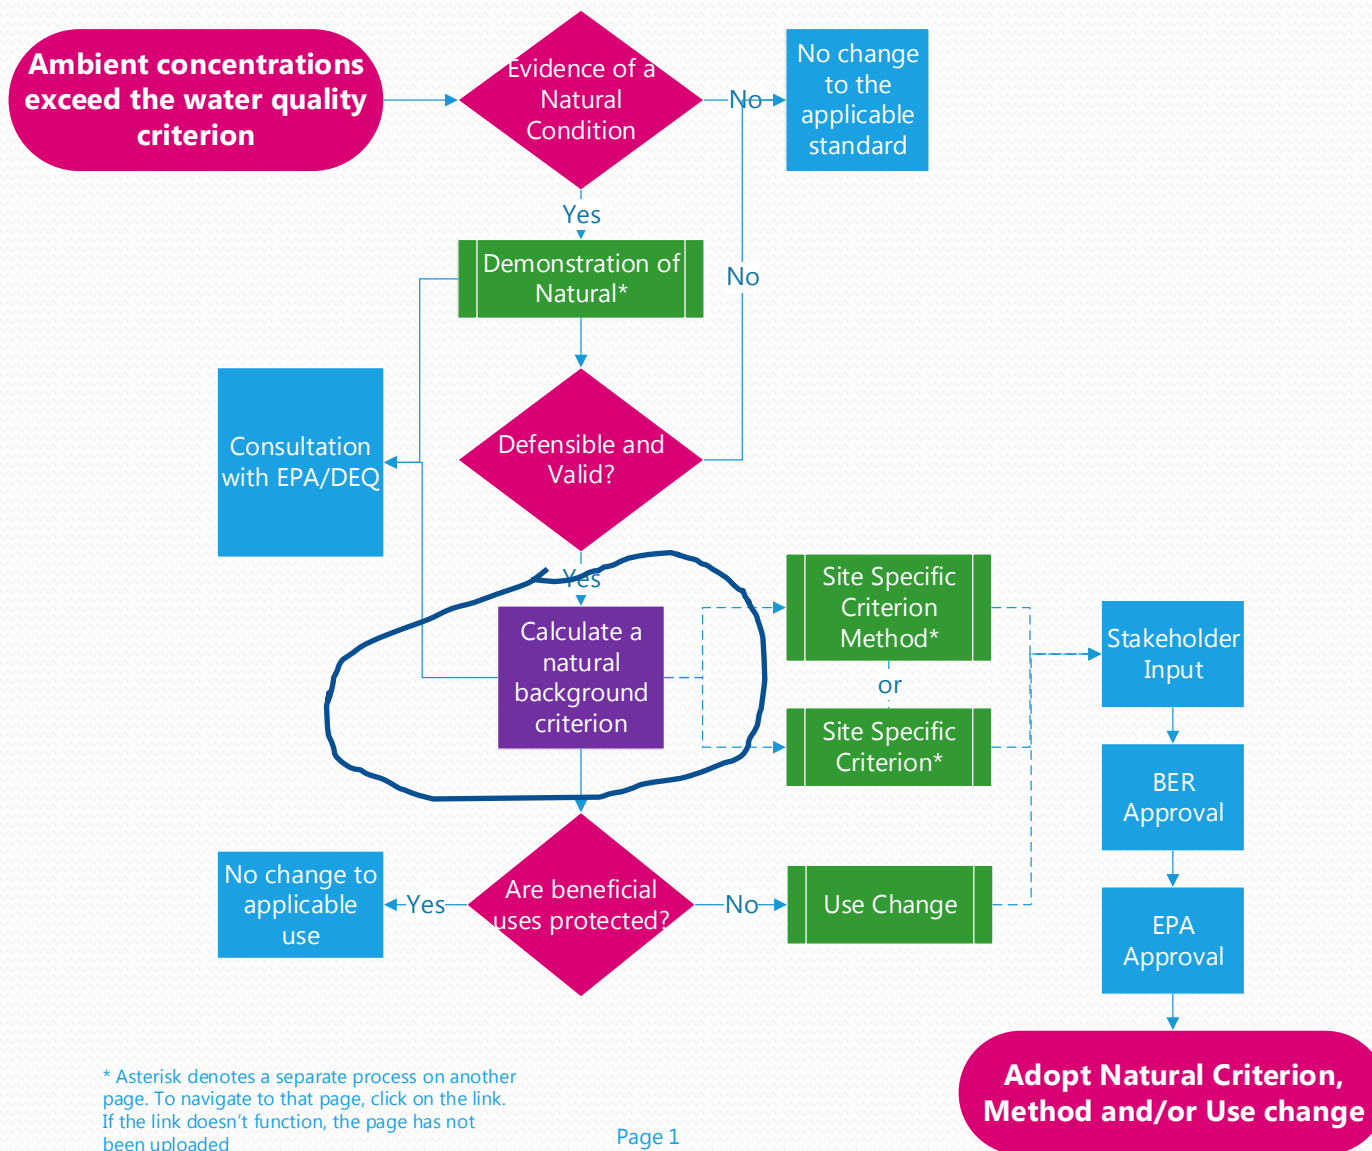 Ambient concentrations
exceed the water quality
criterion
Evidence of a
Natural
Condition
No
No change
to the
applicable
standard
Yes
Demonstration of
Natural*
No
Consultation
with EPA/DEQ
Defensible and
Valid?
Yes
Calculate a
natural
background
criterion
Site Specific
Criterion
Method*
or
Site Specific
Criterion*
Stakeholder
Input
BER
Approval
No change to
applicable
use
Yes
Are beneficial
uses protected?
No
Use Change
EPA
Approval
Adopt Natural Criterion,
Method and/or Use change
* Asterisk denotes a separate process on another
page. To navigate to that page, click on the link.
If the link doesn’t function, the page has not
been uploaded
Page 1